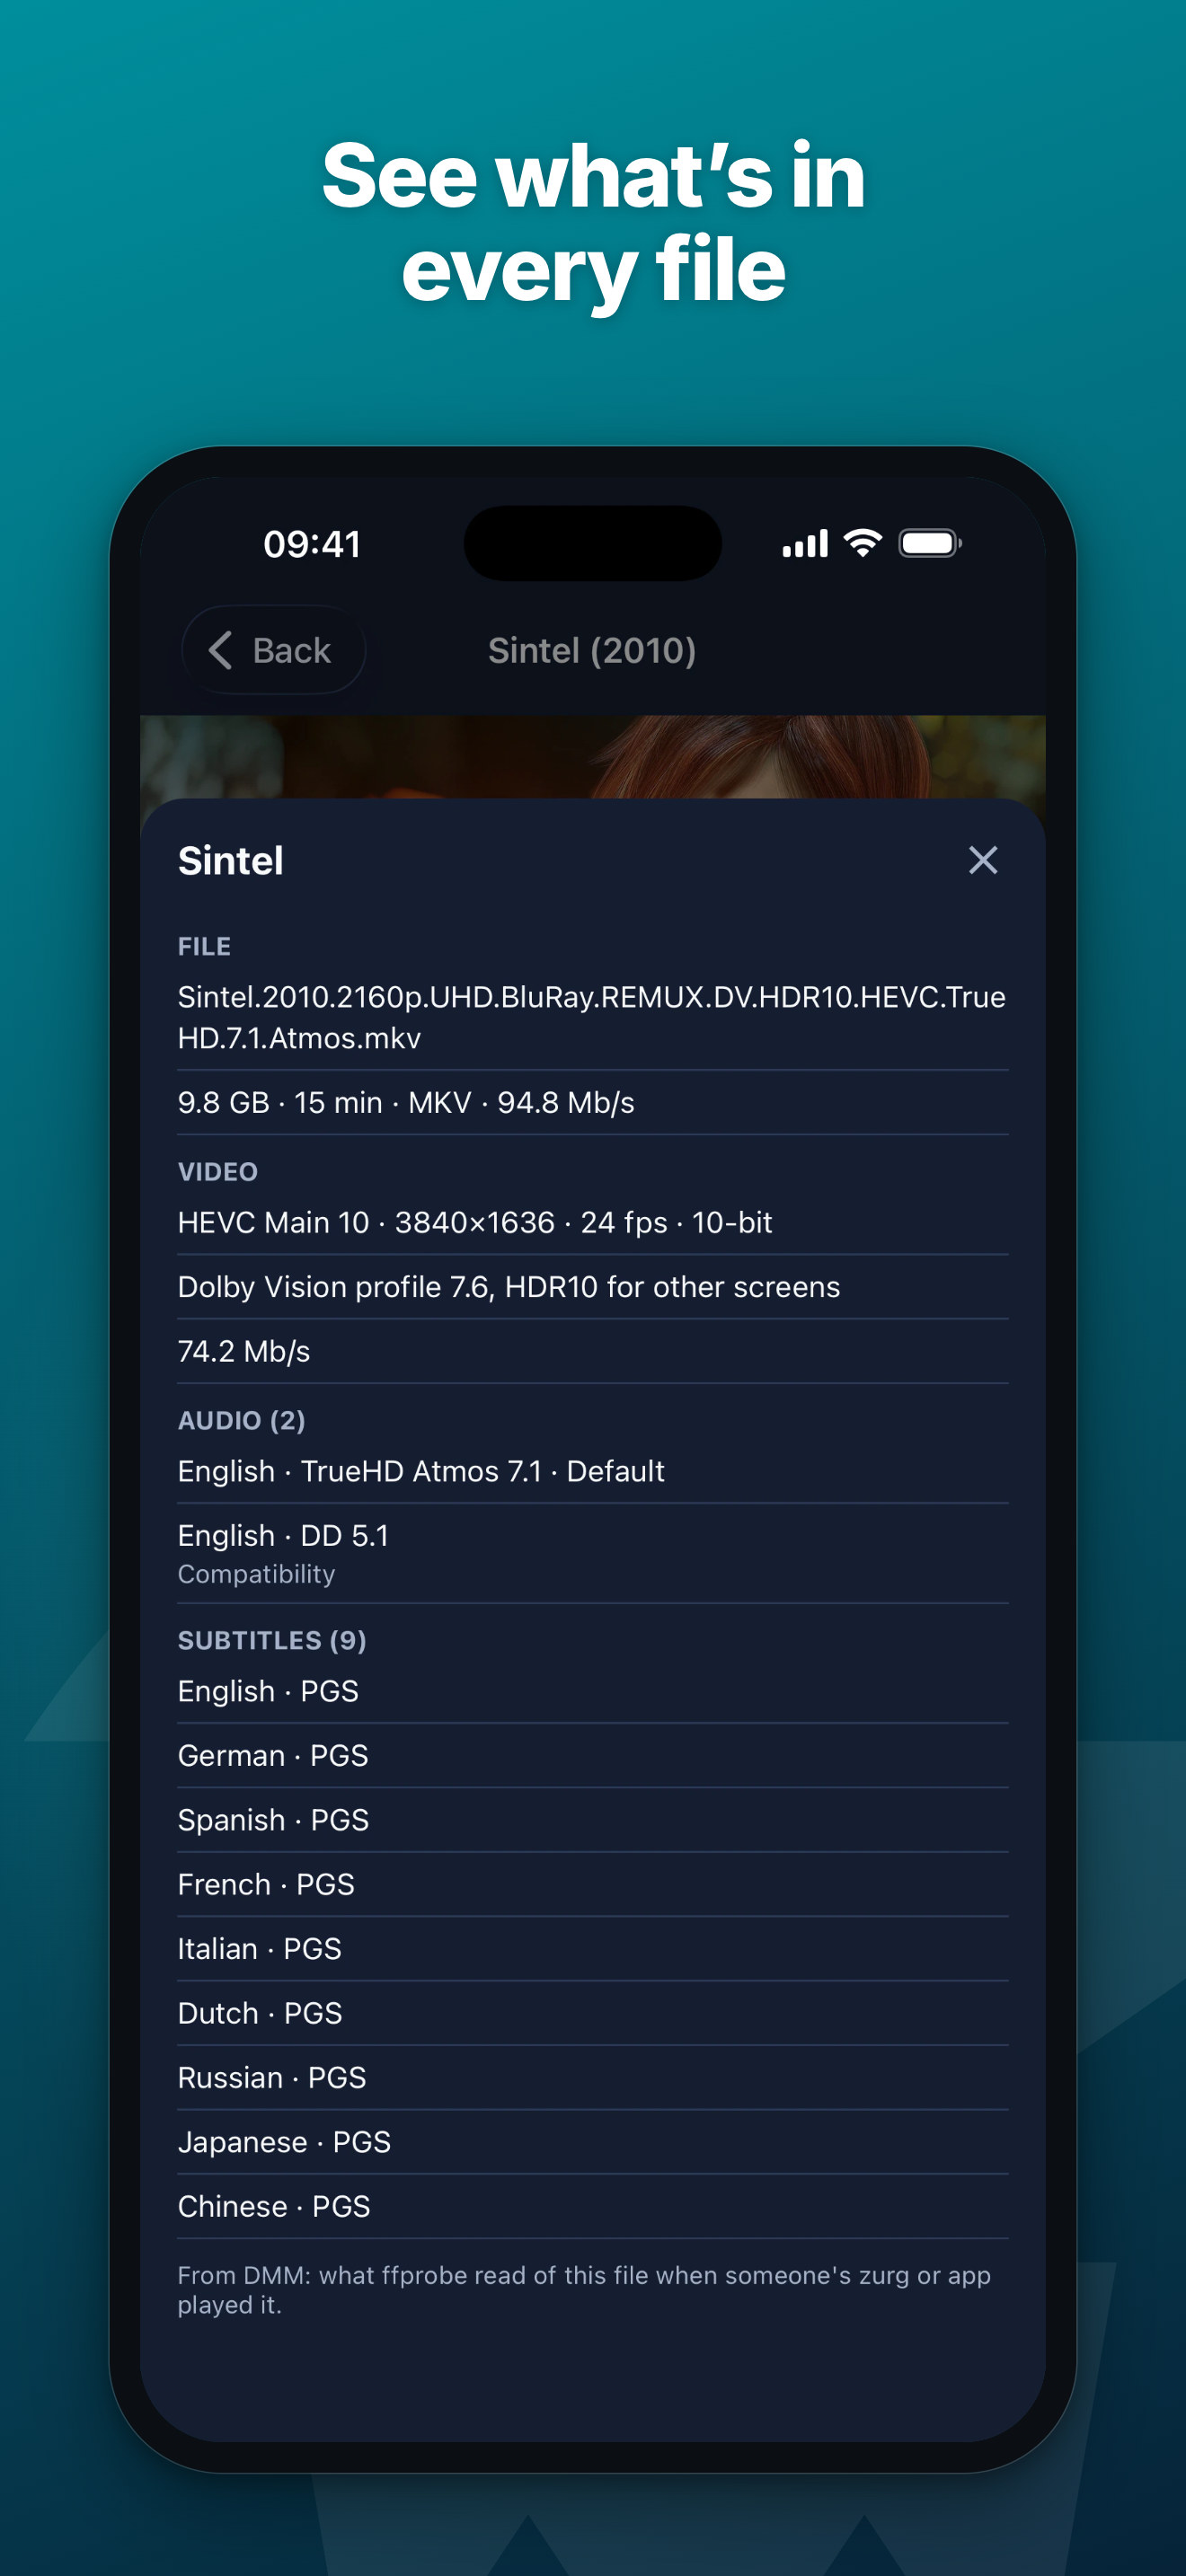 See what’s in
every file
09:41
Back
Sintel (2010)
Sintel
FILE
Sintel.2010.2160p.UHD.BluRay.REMUX.DV.HDR10.HEVC.True
HD.7.1.Atmos.mkv
9.8 GB · 15 min · MKV · 94.8 Mb/s
VIDEO
HEVC Main 10 · 3840×1636 · 24 fps · 10-bit
Dolby Vision profile 7.6, HDR10 for other screens
74.2 Mb/s
AUDIO (2)
English · TrueHD Atmos 7.1 · Default
English · DD 5.1
Compatibility
SUBTITLES (9)
English · PGS
German · PGS
Spanish · PGS
French · PGS
Italian · PGS
Dutch · PGS
Russian · PGS
Japanese · PGS
Chinese · PGS
From DMM: what ffprobe read of this file when someone's zurg or app
played it.